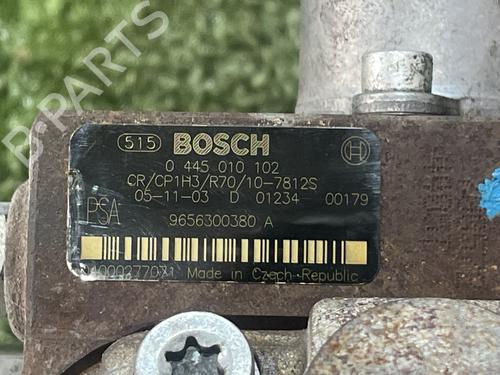 B-PARTS
515 BOSCH
0 445 010 102
CR/CP1H3/R70/10-7812S
05-11-03 D 01234 00179
PSA
9656300380 A
04000277071 Made in Czech Republic